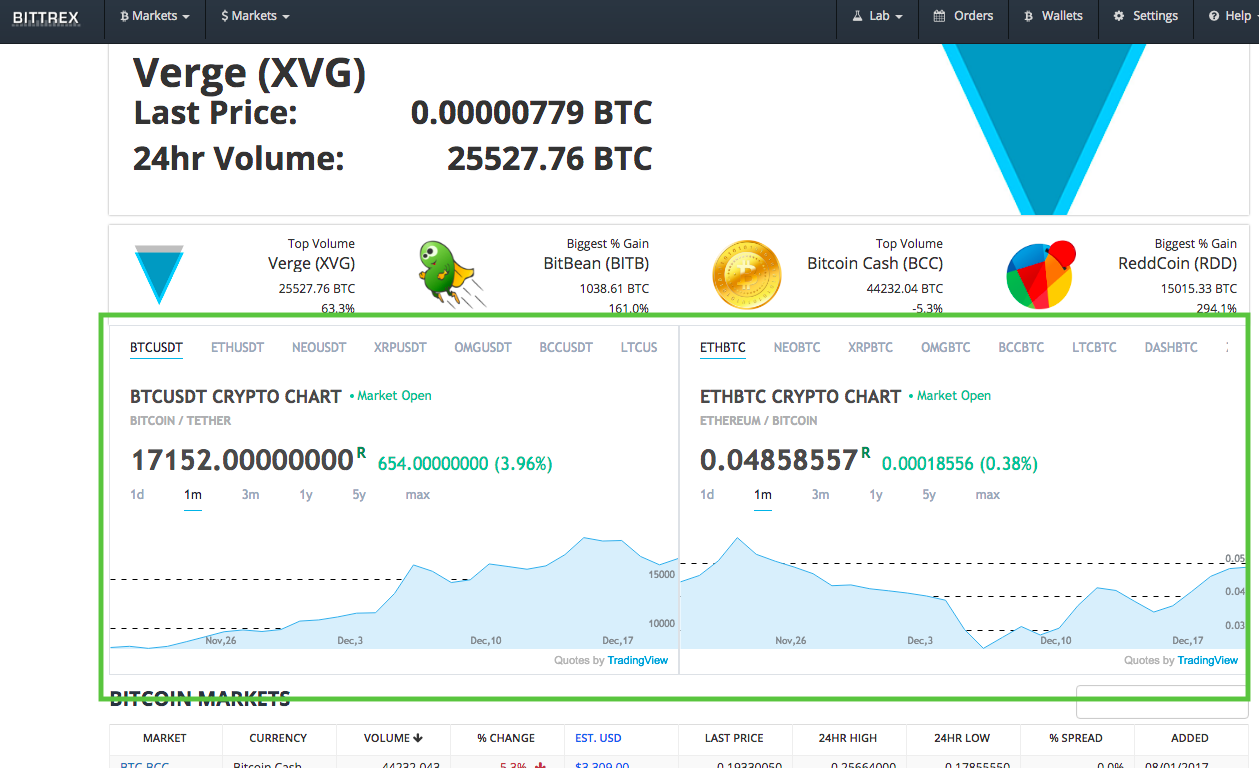 BITTREX
Ƀ Markets
$ Markets
Lab
Orders
Wallets
Settings
Help
Verge (XVG)
Last Price: 0.00000779 BTC
24hr Volume: 25527.76 BTC
Top Volume
Verge (XVG)
25527.76 BTC
63.3%
Biggest % Gain
BitBean (BITB)
1038.61 BTC
161.0%
Top Volume
Bitcoin Cash (BCC)
44232.04 BTC
-5.3%
Biggest % Gain
ReddCoin (RDD)
15015.33 BTC
294.1%
BTCUSDT ETHUSDT NEOUSDT XRPUSDT OMGUSDT BCCUSDT LTCUS
BTCUSDT CRYPTO CHART • Market Open
BITCOIN / TETHER
17152.00000000 R 654.00000000 (3.96%)
1d 1m 3m 1y 5y max
15000
10000
Nov,26 Dec,3 Dec,10 Dec,17
Quotes by TradingView
ETHBTC NEOBTC XRPBTC OMGBTC BCCBTC LTCBTC DASHBTC
ETHBTC CRYPTO CHART • Market Open
ETHEREUM / BITCOIN
0.04858557 R 0.00018556 (0.38%)
1d 1m 3m 1y 5y max
0.05
0.04
0.03
Nov,26 Dec,3 Dec,10 Dec,17
Quotes by TradingView
BITCOIN MARKETS
MARKET CURRENCY VOLUME % CHANGE EST. USD LAST PRICE 24HR HIGH 24HR LOW % SPREAD ADDED
BTC-BCC Bitcoin Cash 44232.043 -5.3% $3,309.00 0.19330050 0.25664000 0.17855550 0.0% 08/01/2017